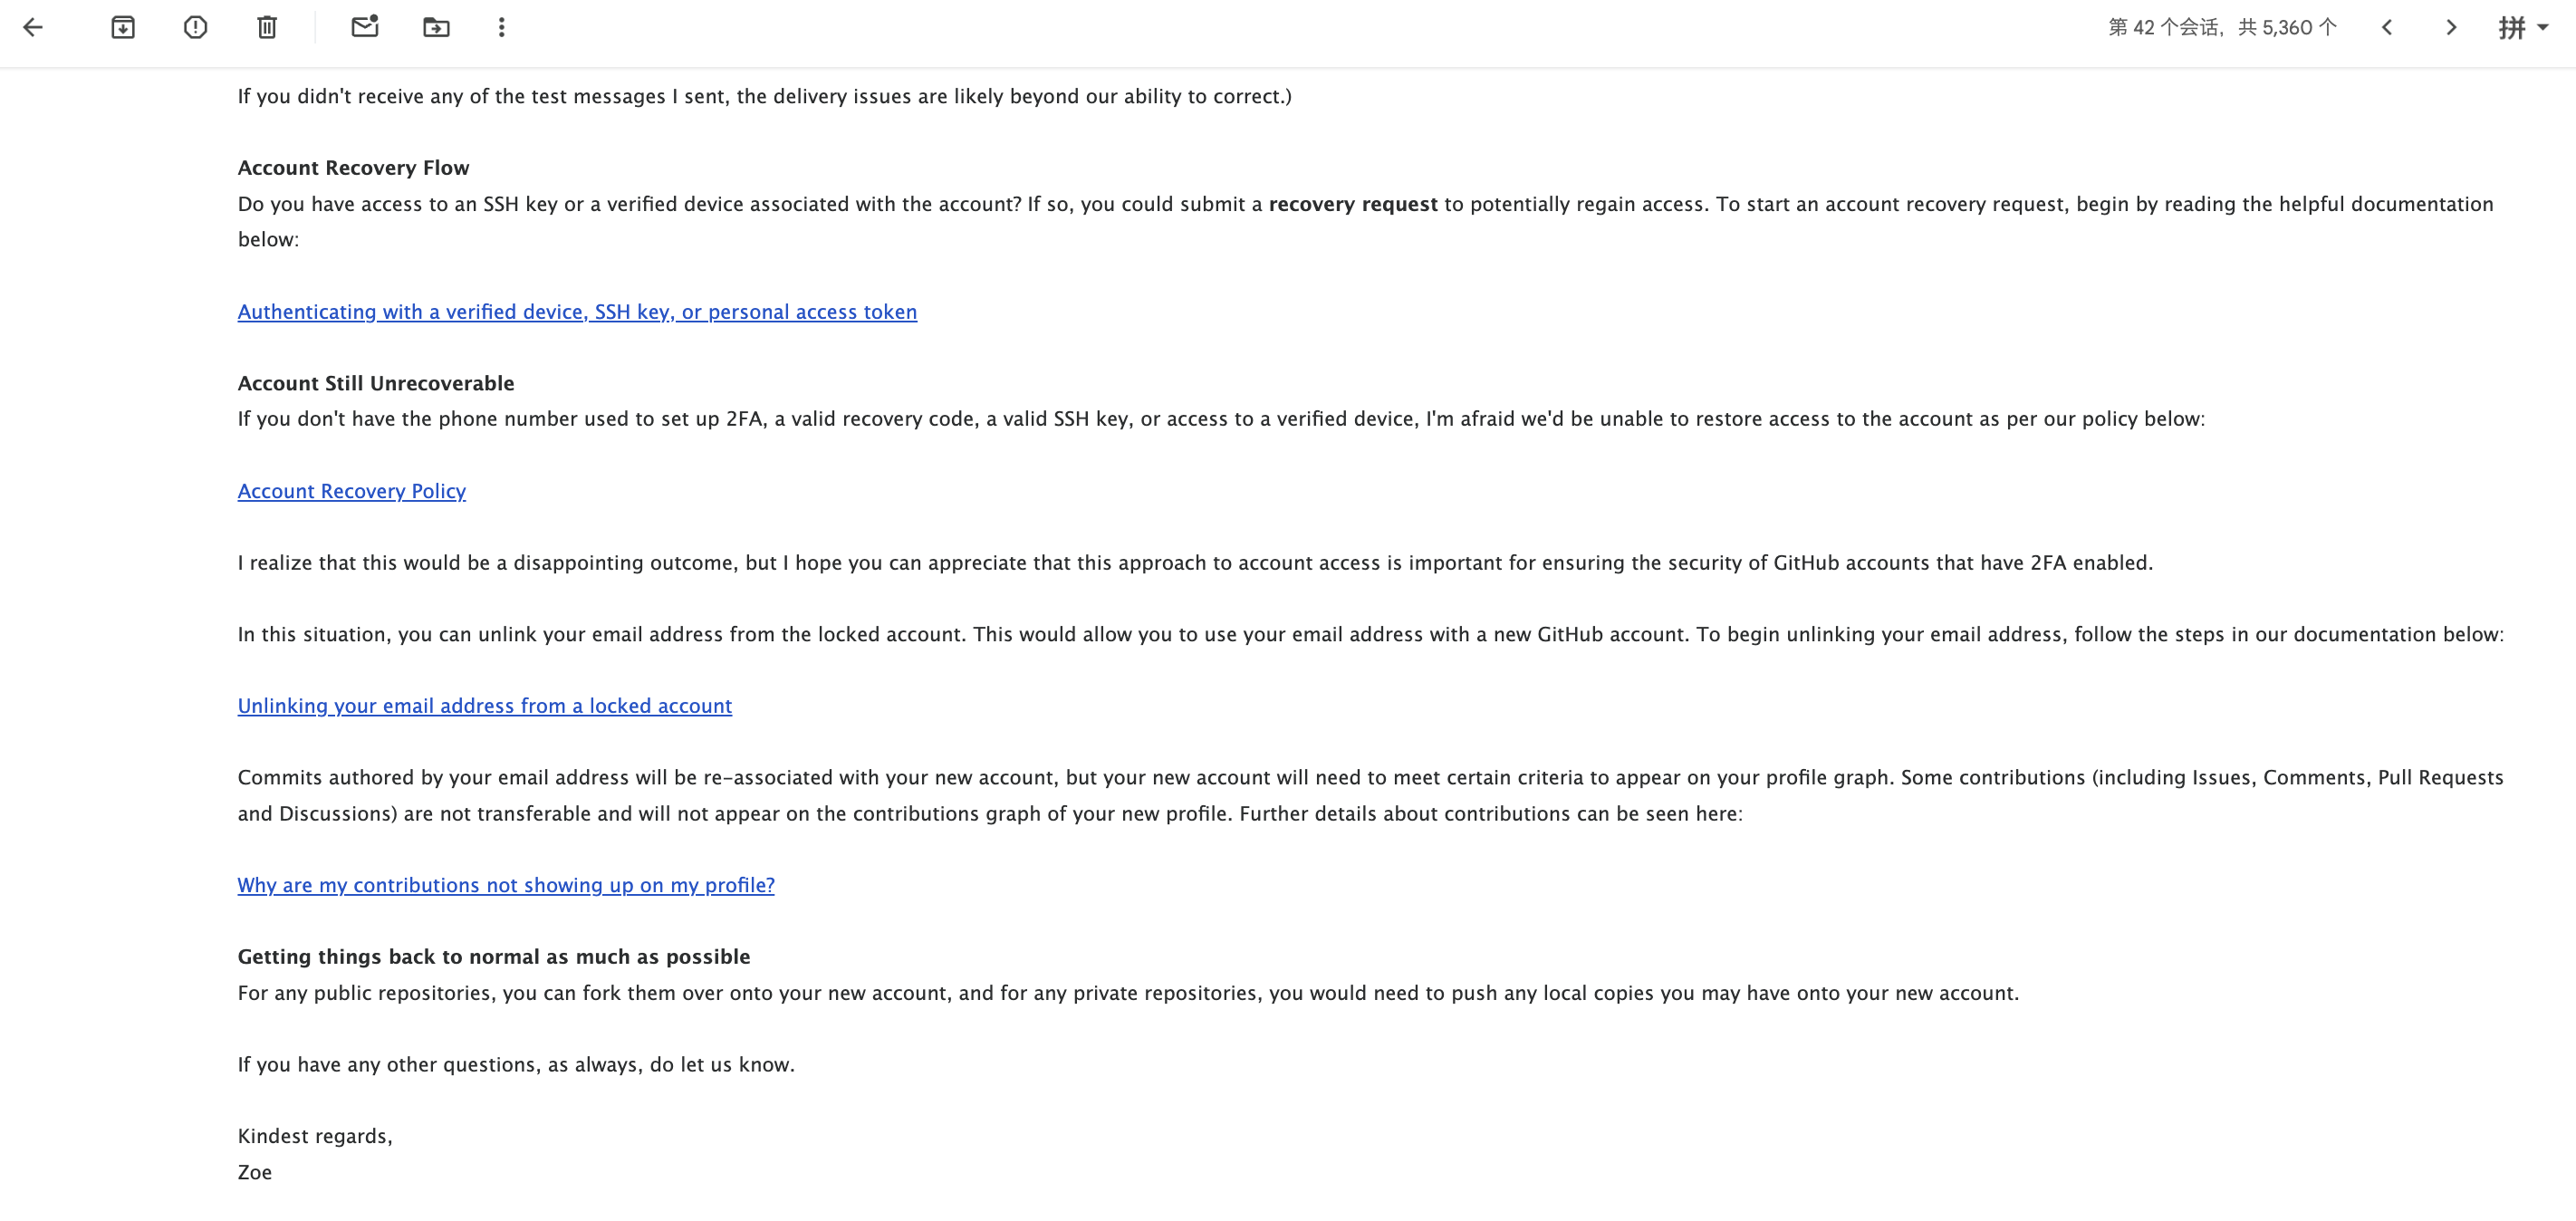 第 42 个会话，共 5,360 个
拼
If you didn't receive any of the test messages I sent, the delivery issues are likely beyond our ability to correct.)
Account Recovery Flow
Do you have access to an SSH key or a verified device associated with the account? If so, you could submit a recovery request to potentially regain access. To start an account recovery request, begin by reading the helpful documentation
below:
Authenticating with a verified device, SSH key, or personal access token
Account Still Unrecoverable
If you don't have the phone number used to set up 2FA, a valid recovery code, a valid SSH key, or access to a verified device, I'm afraid we'd be unable to restore access to the account as per our policy below:
Account Recovery Policy
I realize that this would be a disappointing outcome, but I hope you can appreciate that this approach to account access is important for ensuring the security of GitHub accounts that have 2FA enabled.
In this situation, you can unlink your email address from the locked account. This would allow you to use your email address with a new GitHub account. To begin unlinking your email address, follow the steps in our documentation below:
Unlinking your email address from a locked account
Commits authored by your email address will be re-associated with your new account, but your new account will need to meet certain criteria to appear on your profile graph. Some contributions (including Issues, Comments, Pull Requests
and Discussions) are not transferable and will not appear on the contributions graph of your new profile. Further details about contributions can be seen here:
Why are my contributions not showing up on my profile?
Getting things back to normal as much as possible
For any public repositories, you can fork them over onto your new account, and for any private repositories, you would need to push any local copies you may have onto your new account.
If you have any other questions, as always, do let us know.
Kindest regards,
Zoe